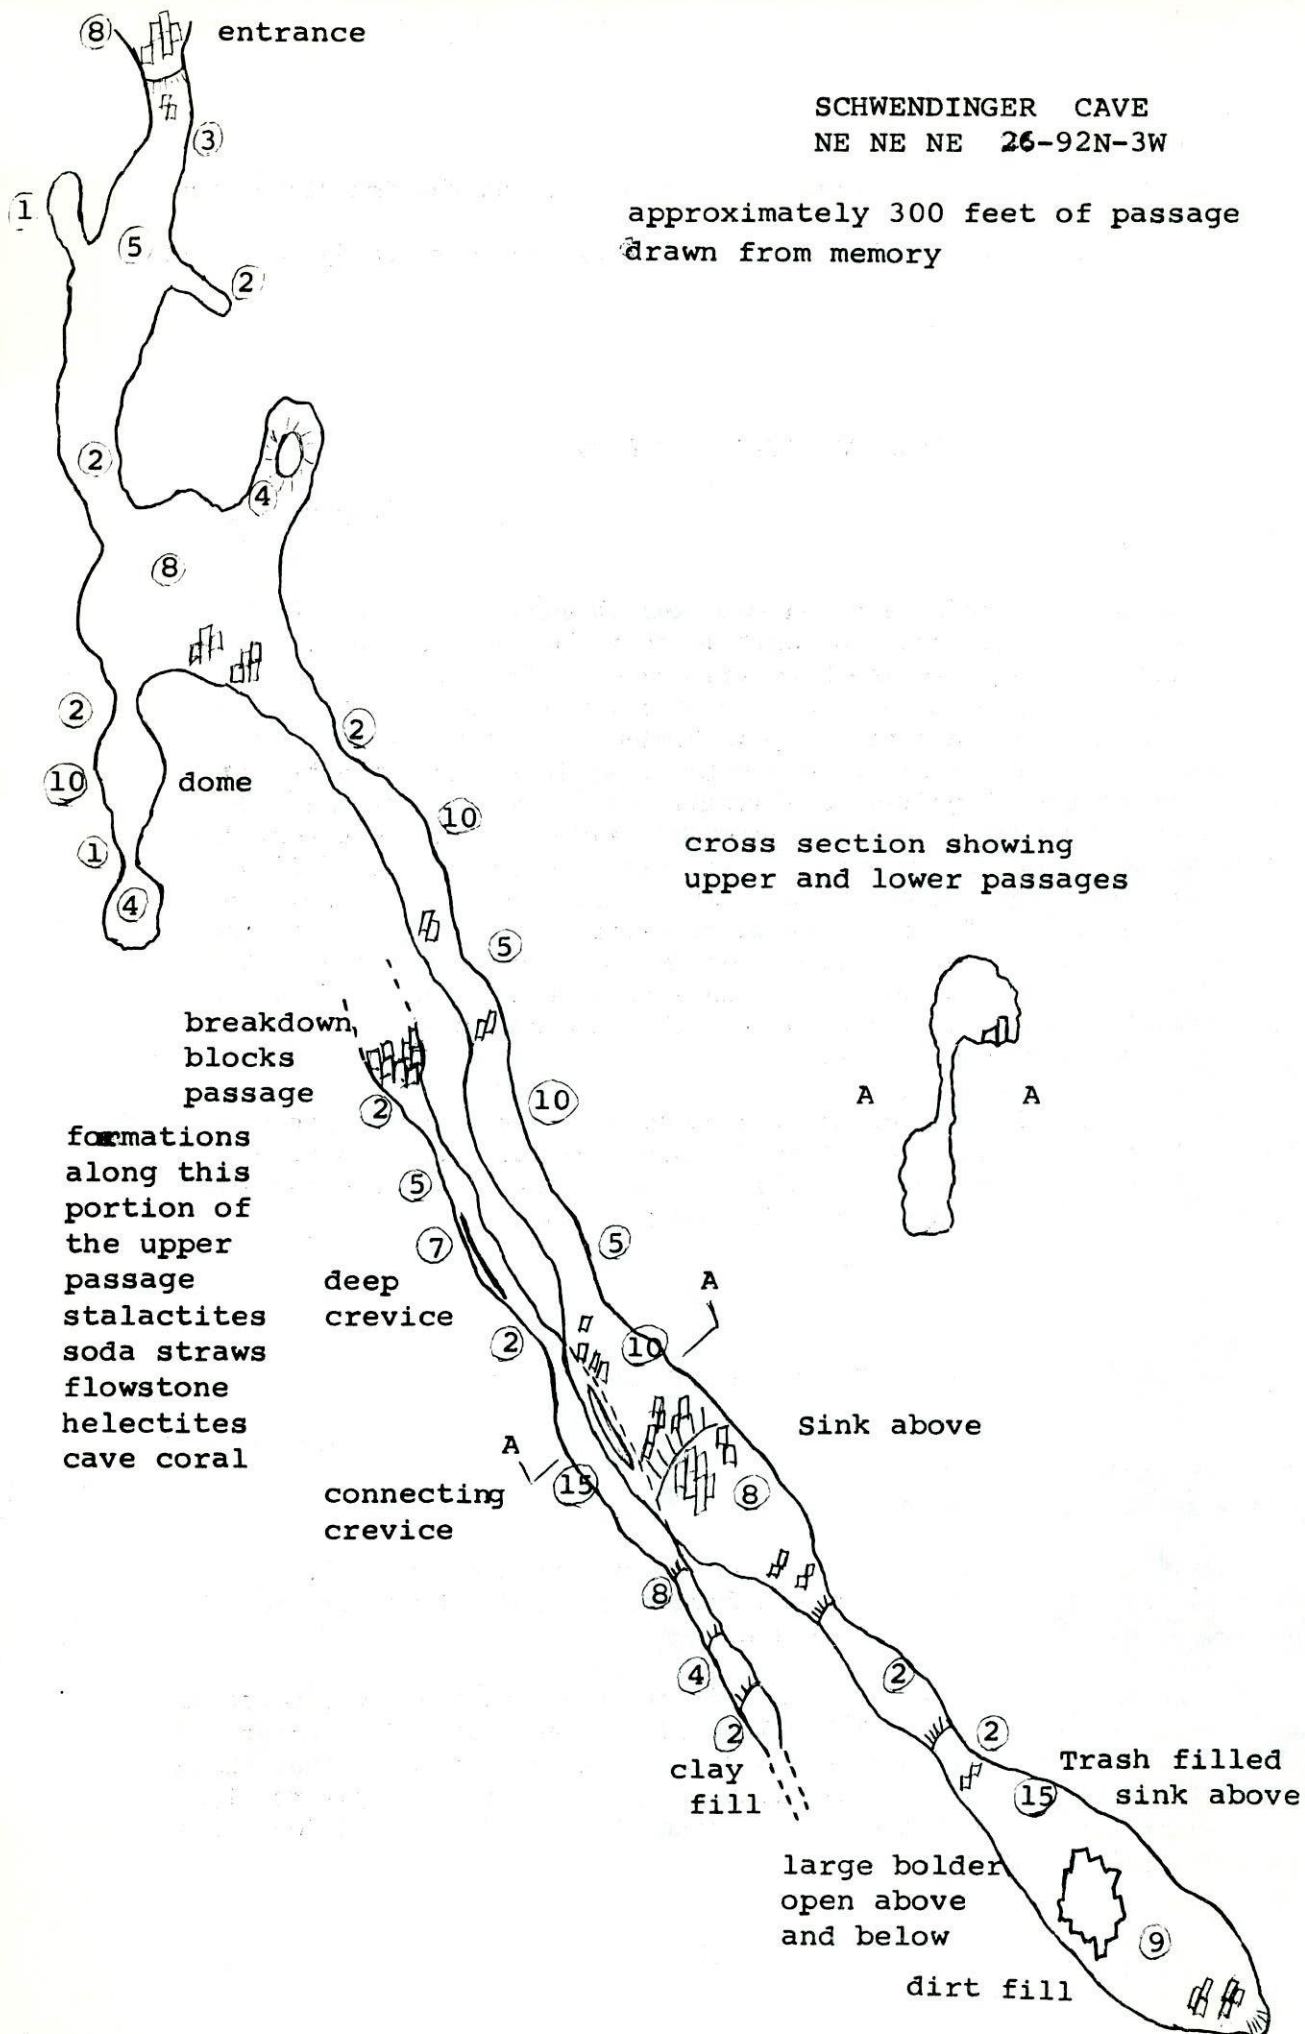 8
entrance
SCHWENDINGER CAVE
NE NE NE 26-92N-3W
approximately 300 feet of passage
drawn from memory
3
1
5
2
2
4
8
2
2
10
dome
10
1
4
cross section showing
upper and lower passages
5
breakdown
blocks
passage
2
10
A
A
formations
along this
portion of
the upper
passage
stalactites
soda straws
flowstone
helectites
cave coral
5
7
5
deep
crevice
A
2
10
Sink above
A
15
8
connecting
crevice
8
4
2
2
2
clay
fill
Trash filled
sink above
15
large bolder
open above
and below
9
dirt fill